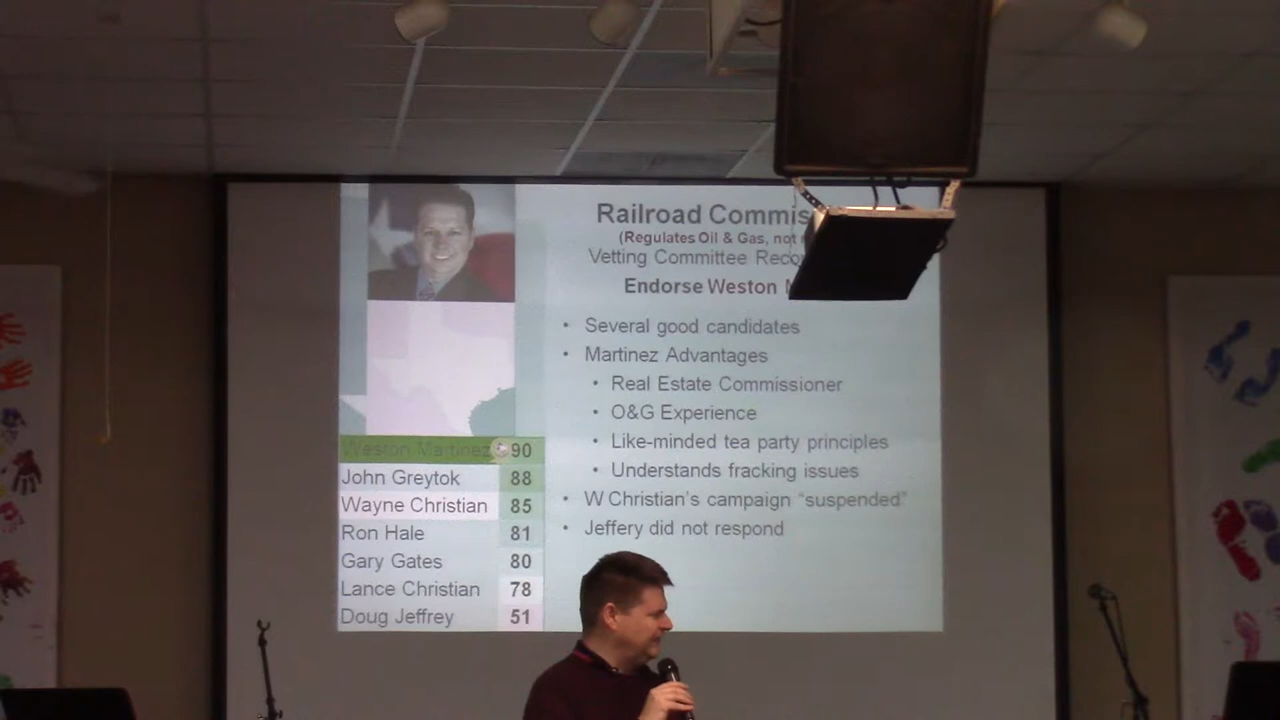 Railroad Commis
(Regulates Oil & Gas, not
Vetting Committee Reco
Endorse Weston
• Several good candidates
• Martinez Advantages
• Real Estate Commissioner
• O&G Experience
• Like-minded tea party principles
• Understands fracking issues
• W Christian's campaign "suspended"
• Jeffery did not respond
Weston Martinez 90
John Greytok 88
Wayne Christian 85
Ron Hale 81
Gary Gates 80
Lance Christian 78
Doug Jeffrey 51